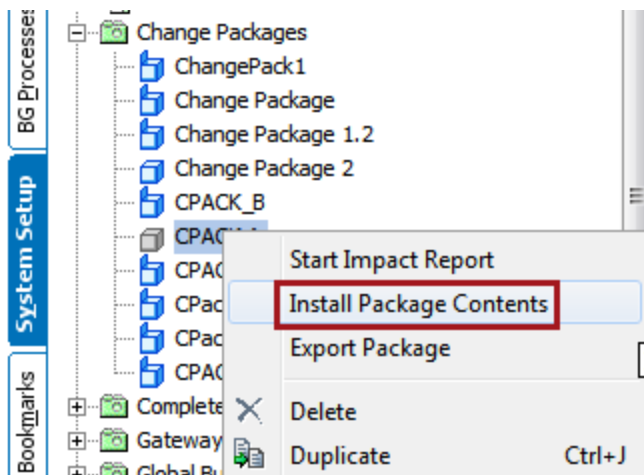 BG Processes
System Setup
Bookmarks
Change Packages
ChangePack1
Change Package
Change Package 1.2
Change Package 2
CPACK_B
Start Impact Report
Install Package Contents
Export Package
Complete
Gateway
Delete
Duplicate Ctrl+J
Global